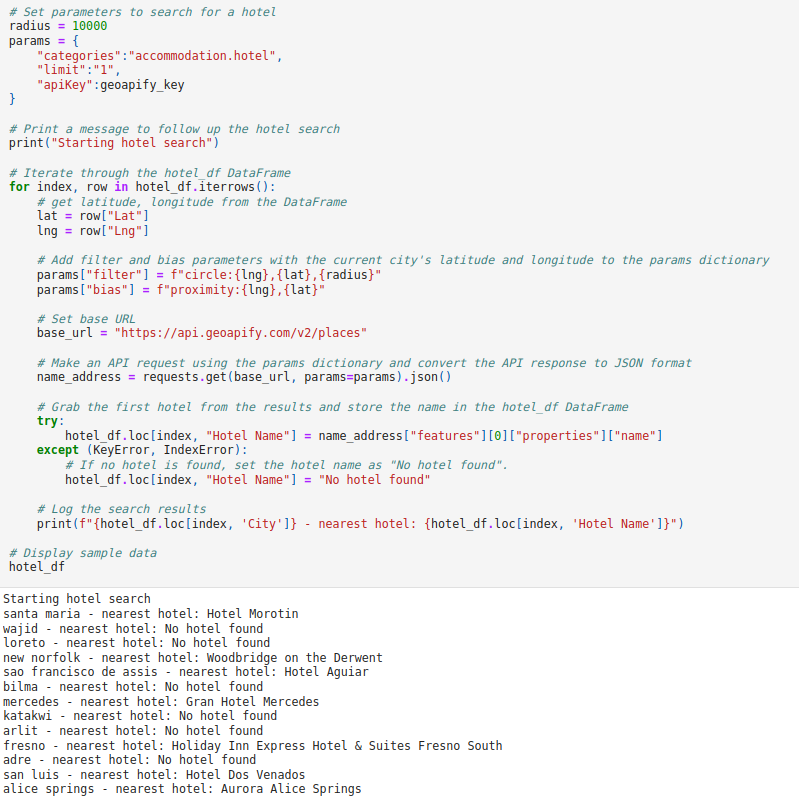 # Set parameters to search for a hotel
radius = 10000
params = {
    "categories":"accommodation.hotel",
    "limit":"1",
    "apiKey":geoapify_key
}
# Print a message to follow up the hotel search
print("Starting hotel search")
# Iterate through the hotel_df DataFrame
for index, row in hotel_df.iterrows():
    # get latitude, longitude from the DataFrame
    lat = row["Lat"]
    lng = row["Lng"]
    # Add filter and bias parameters with the current city's latitude and longitude to the params dictionary
    params["filter"] = f"circle:{lng},{lat},{radius}"
    params["bias"] = f"proximity:{lng},{lat}"
    # Set base URL
    base_url = "https://api.geoapify.com/v2/places"
    # Make an API request using the params dictionary and convert the API response to JSON format
    name_address = requests.get(base_url, params=params).json()
    # Grab the first hotel from the results and store the name in the hotel_df DataFrame
    try:
        hotel_df.loc[index, "Hotel Name"] = name_address["features"][0]["properties"]["name"]
    except (KeyError, IndexError):
        # If no hotel is found, set the hotel name as "No hotel found".
        hotel_df.loc[index, "Hotel Name"] = "No hotel found"
    # Log the search results
    print(f"{hotel_df.loc[index, 'City']} - nearest hotel: {hotel_df.loc[index, 'Hotel Name']}")
# Display sample data
hotel_df
Starting hotel search
santa maria - nearest hotel: Hotel Morotin
wajid - nearest hotel: No hotel found
loreto - nearest hotel: No hotel found
new norfolk - nearest hotel: Woodbridge on the Derwent
sao francisco de assis - nearest hotel: Hotel Aguiar
bilma - nearest hotel: No hotel found
mercedes - nearest hotel: Gran Hotel Mercedes
katakwi - nearest hotel: No hotel found
arlit - nearest hotel: No hotel found
fresno - nearest hotel: Holiday Inn Express Hotel & Suites Fresno South
adre - nearest hotel: No hotel found
san luis - nearest hotel: Hotel Dos Venados
alice springs - nearest hotel: Aurora Alice Springs